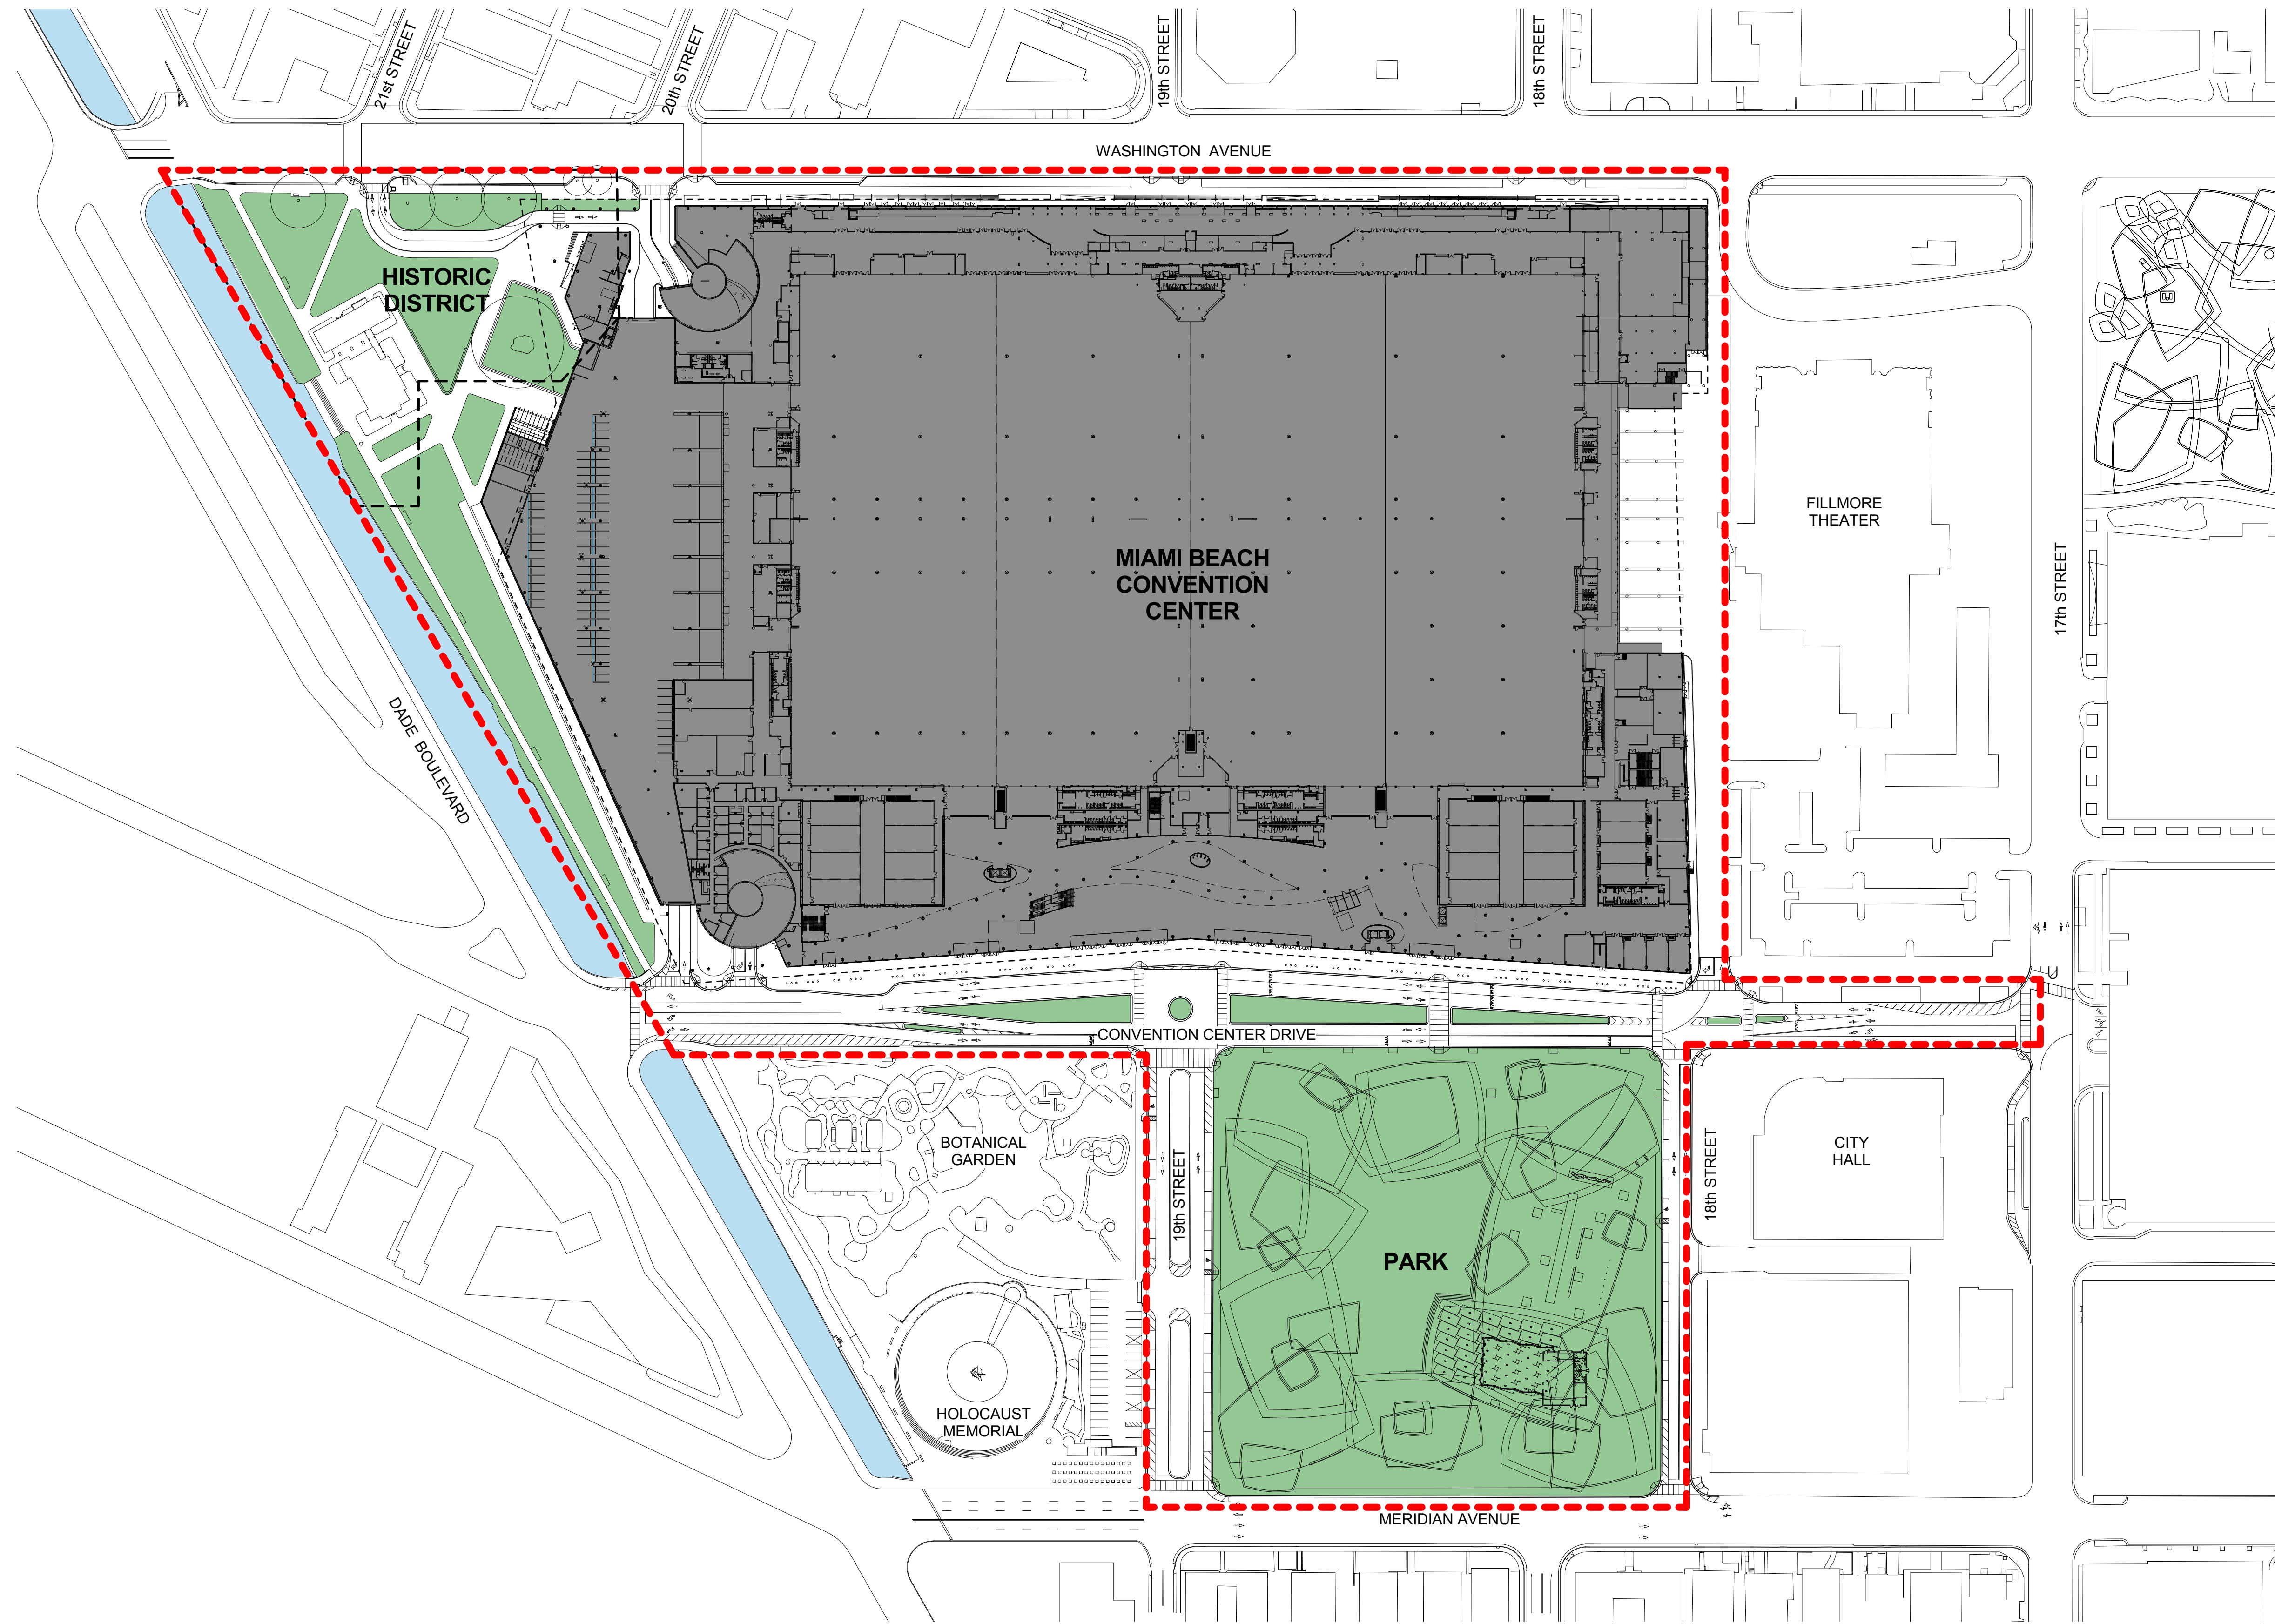 21st STREET
20th STREET
19th STREET
18th STREET
WASHINGTON AVENUE
HISTORIC
DISTRICT
MIAMI BEACH
CONVENTION
CENTER
FILLMORE
THEATER
17th STREET
DADE BOULEVARD
CONVENTION CENTER DRIVE
BOTANICAL
GARDEN
19th STREET
18th STREET
CITY
HALL
PARK
HOLOCAUST
MEMORIAL
MERIDIAN AVENUE